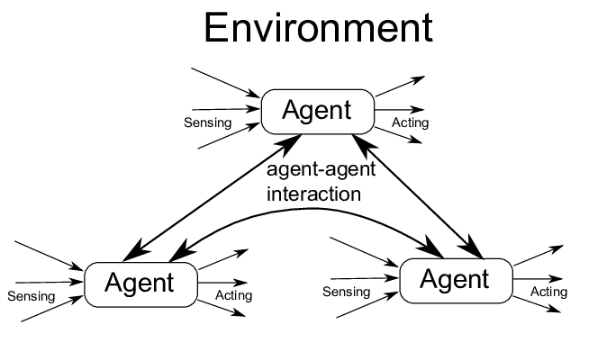 Environment
Agent
Sensing
Acting
agent-agent
interaction
Agent
Sensing
Acting
Agent
Sensing
Acting